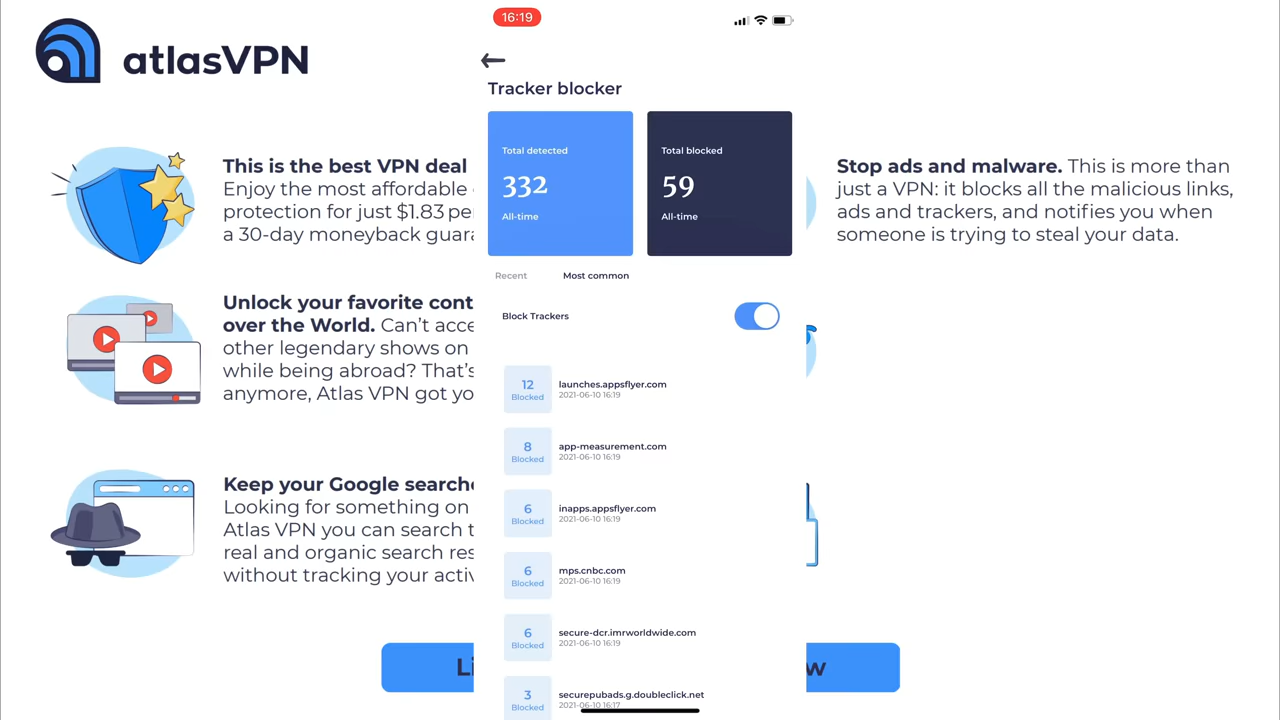 atlasVPN
This is the best VPN deal
Enjoy the most affordable
protection for just $1.83 per
a 30-day moneyback
Unlock your favorite
over the World. Can't
other legendary shows on
while being abroad? That's
anymore, Atlas VPN got
Keep your Google
Looking for something on
Atlas VPN you can search
real and organic search
without tracking your
16:19
Tracker blocker
Total detected
332
All-time
Total blocked
59
All-time
Recent
Most common
Block Trackers
12
Blocked
launches.appsflyer.com
2021-06-10 16:19
8
Blocked
app-measurement.com
2021-06-10 16:19
6
Blocked
inapps.appsflyer.com
2021-06-10 16:19
6
Blocked
mps.cnbc.com
2021-06-10 16:19
6
Blocked
secure-dcr.imrworldwide.com
2021-06-10 16:19
3
Blocked
securepubads.g.doubleclick.net
2021-06-10 16:17
Stop ads and malware. This is more than
just a VPN: it blocks all the malicious links,
ads and trackers, and notifies you when
someone is trying to steal your data.